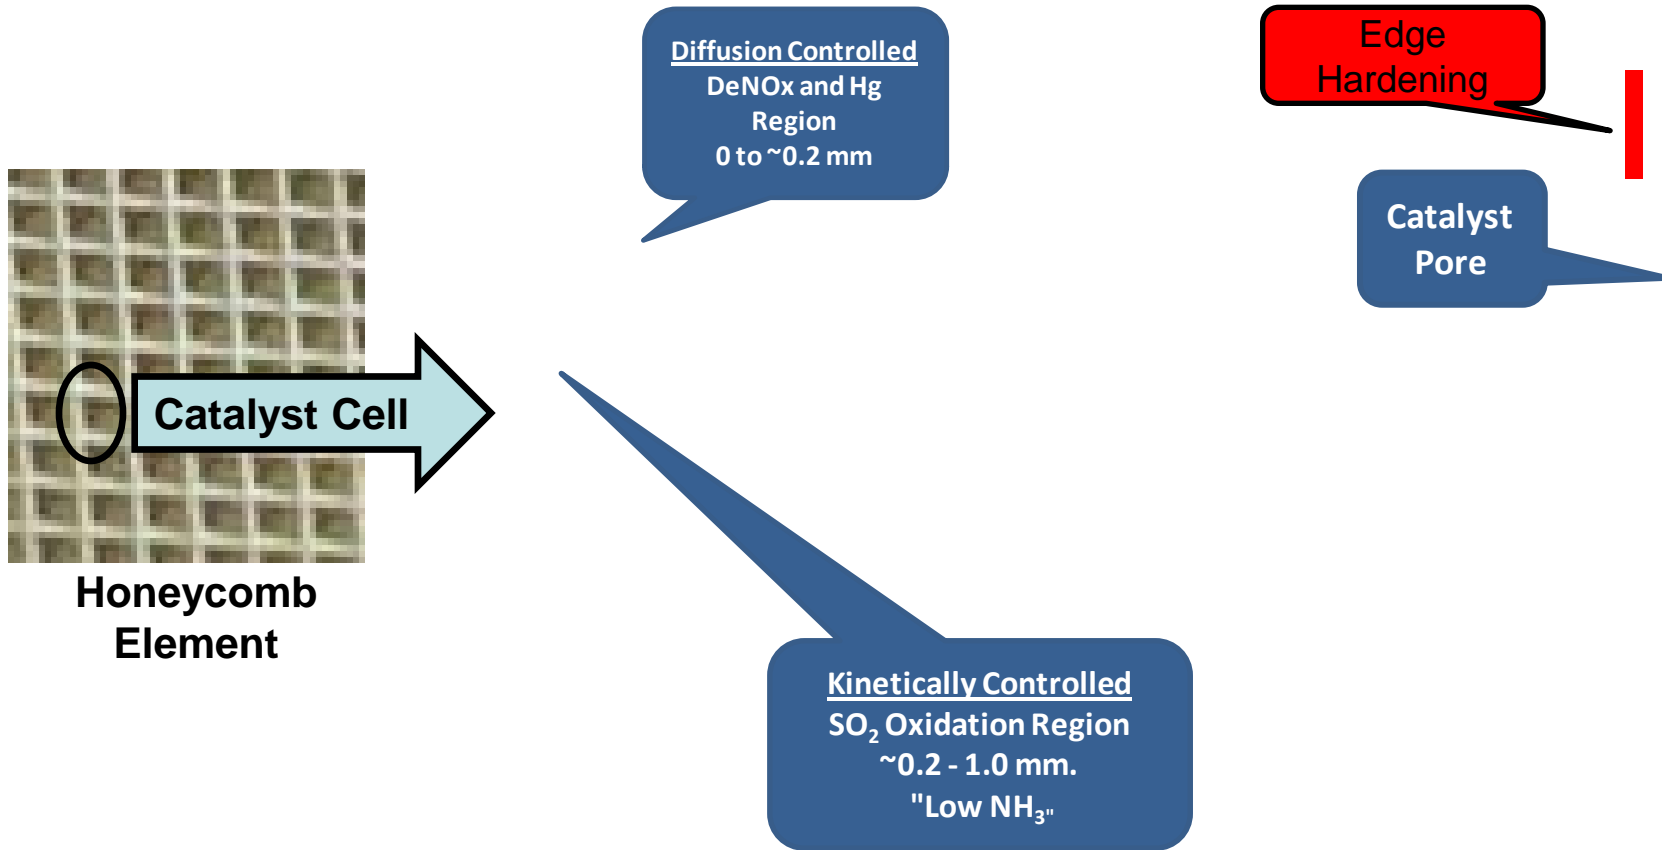 Diffusion Controlled
DeNOx and Hg
Region
0 to ~0.2 mm
Edge
Hardening
Catalyst
Pore
Catalyst Cell
Honeycomb
Element
Kinetically Controlled
SO₂ Oxidation Region
~0.2 - 1.0 mm.
"Low NH₃"